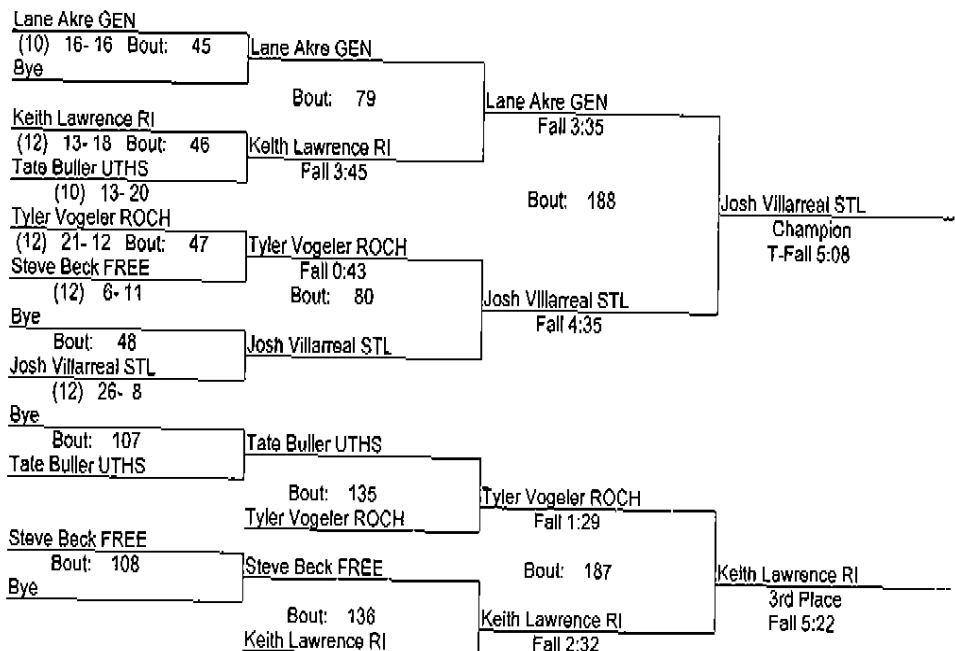 Lane Akre GEN
(10) 16- 16 Bout: 45
Bye
Lane Akre GEN
Bout: 79
Keith Lawrence RI
(12) 13- 18 Bout: 46
Tate Buller UTHS
(10) 13- 20
Keith Lawrence RI
Fall 3:45
Lane Akre GEN
Fall 3:35
Tyler Vogeler ROCH
(12) 21- 12 Bout: 47
Steve Beck FREE
(12) 6- 11
Tyler Vogeler ROCH
Fall 0:43
Bout: 80
Bye
Bout: 48
Josh Villarreal STL
(12) 26- 8
Josh Villarreal STL
Josh Villarreal STL
Fall 4:35
Bout: 188
Josh Villarreal STL
Champion
T-Fall 5:08
Bye
Bout: 107
Tate Buller UTHS
Tate Buller UTHS
Bout: 135
Tyler Vogeler ROCH
Tyler Vogeler ROCH
Fall 1:29
Steve Beck FREE
Bout: 108
Bye
Steve Beck FREE
Bout: 136
Keith Lawrence RI
Bout: 187
Keith Lawrence RI
Fall 2:32
Keith Lawrence RI
3rd Place
Fall 5:22